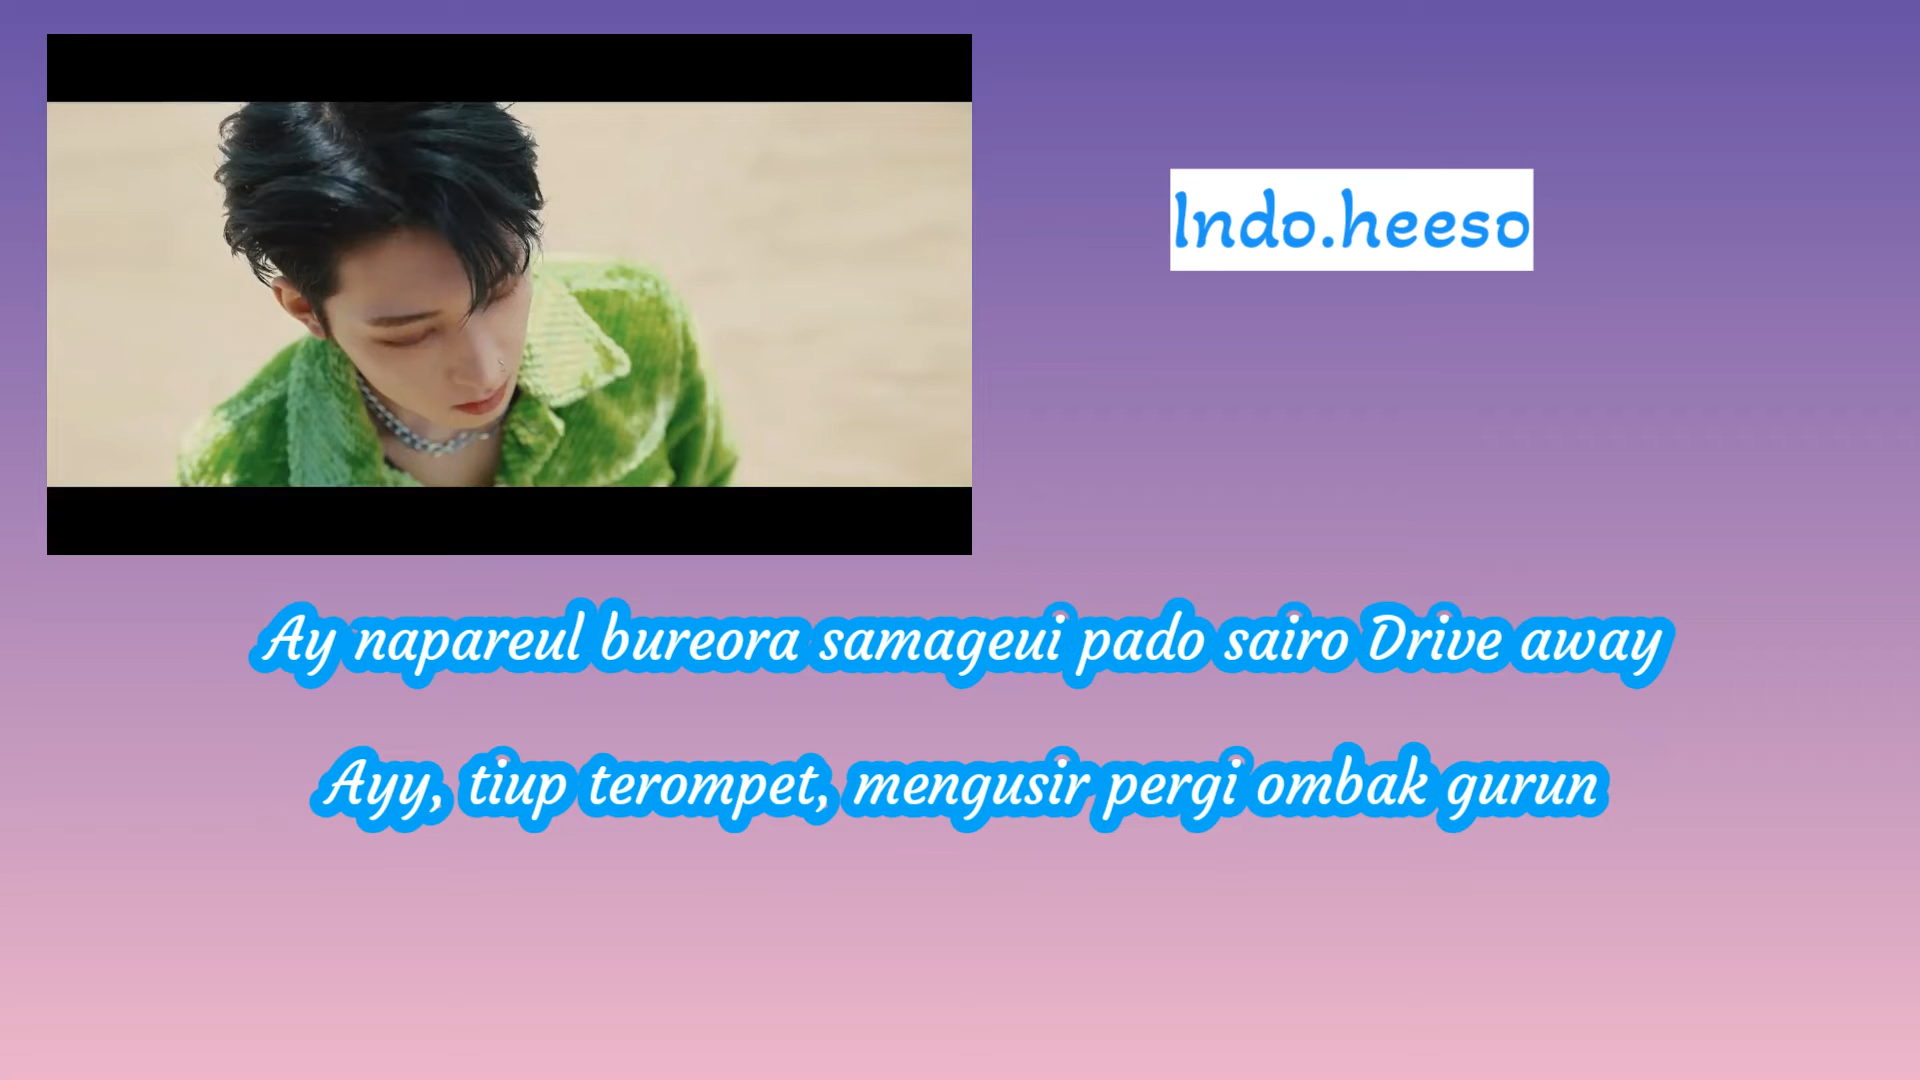 Indo.heeso
Ay napareul bureora samageui pado sairo Drive away
Ayy, tiup terompet, mengusir pergi ombak gurun